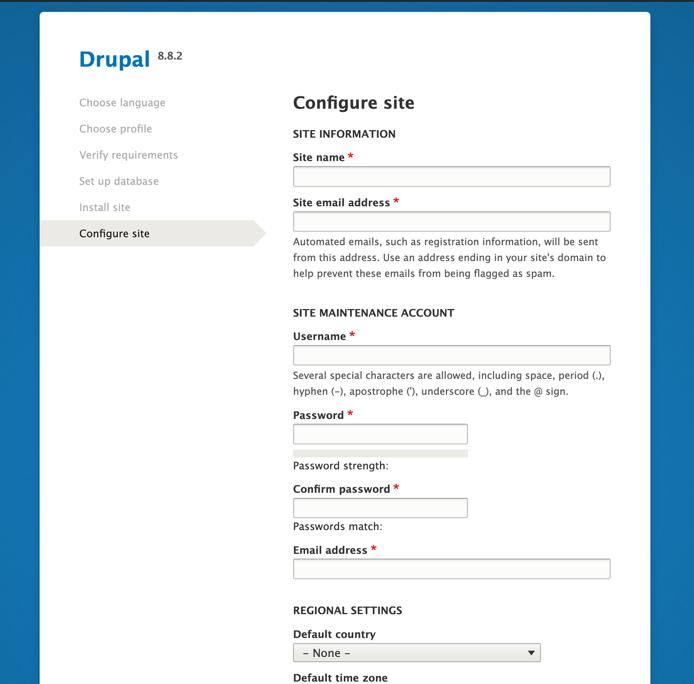 Drupal 8.8.2
Choose language
Choose profile
Verify requirements
Set up database
Install site
Configure site
Configure site
SITE INFORMATION
Site name *
Site email address *
Automated emails, such as registration information, will be sent
from this address. Use an address ending in your site's domain to
help prevent these emails from being flagged as spam.
SITE MAINTENANCE ACCOUNT
Username *
Several special characters are allowed, including space, period (.),
hyphen (-), apostrophe ('), underscore (_), and the @ sign.
Password *
Password strength:
Confirm password *
Passwords match:
Email address *
REGIONAL SETTINGS
Default country
- None -
Default time zone